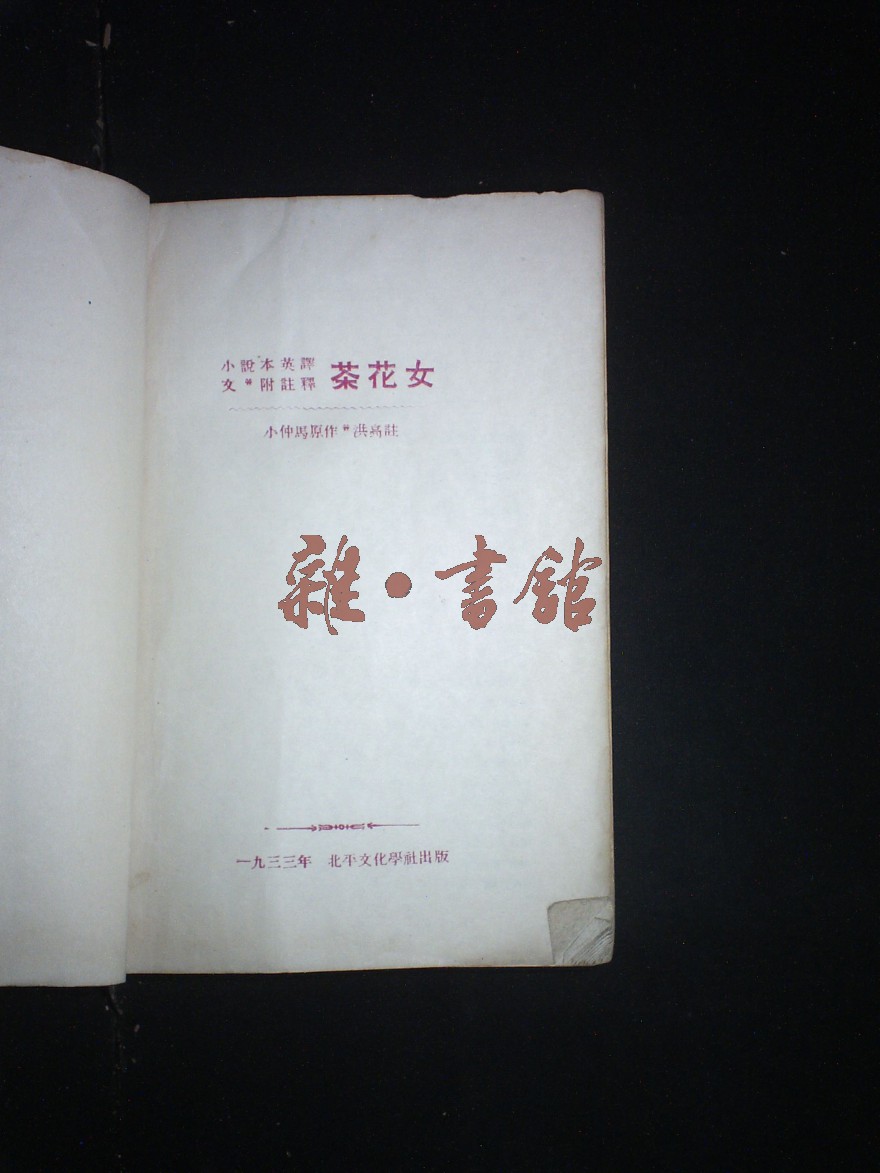 小說本英譯
文附註釋 茶花女
小仲馬原作 洪為註
雜·書館
一九三三年 北平文化學社出版